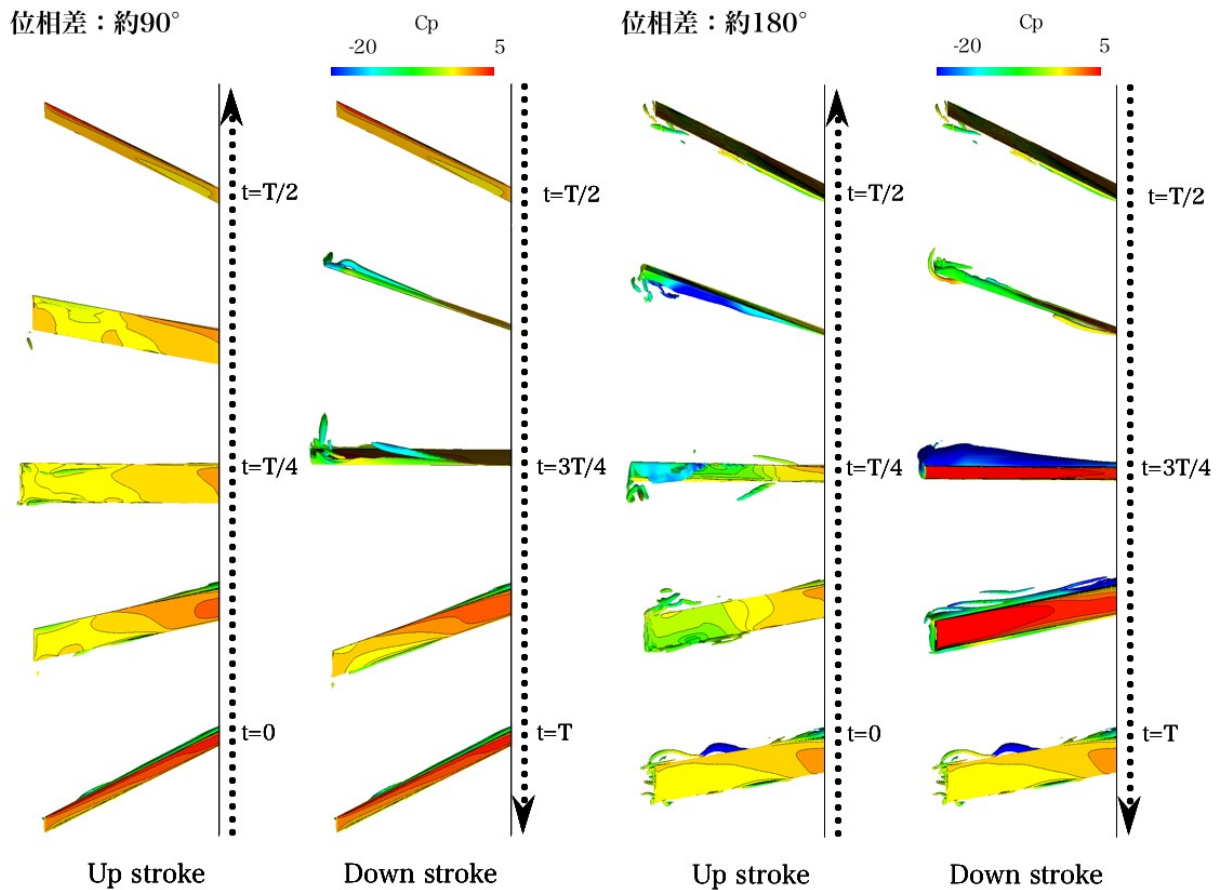 位相差：約90°
Cp
-20 5
t=T/2
t=T/4
t=0
Up stroke
t=T/2
t=3T/4
t=T
Down stroke
位相差：約180°
Cp
-20 5
t=T/2
t=T/4
t=0
Up stroke
t=T/2
t=3T/4
t=T
Down stroke